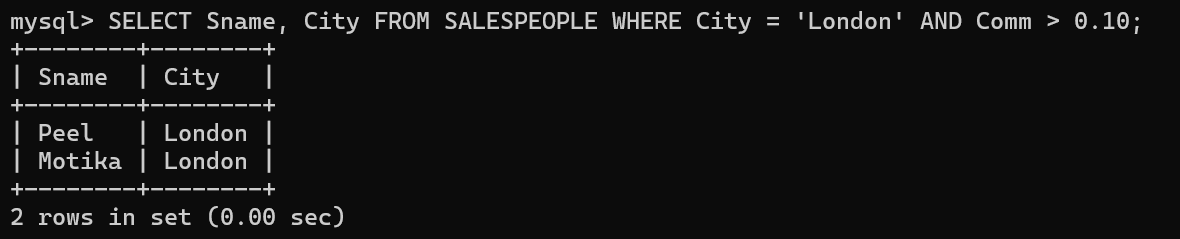 mysql> SELECT Sname, City FROM SALESPEOPLE WHERE City = 'London' AND Comm > 0.10;
+--------+--------+
| Sname  | City   |
+--------+--------+
| Peel   | London |
| Motika | London |
+--------+--------+
2 rows in set (0.00 sec)